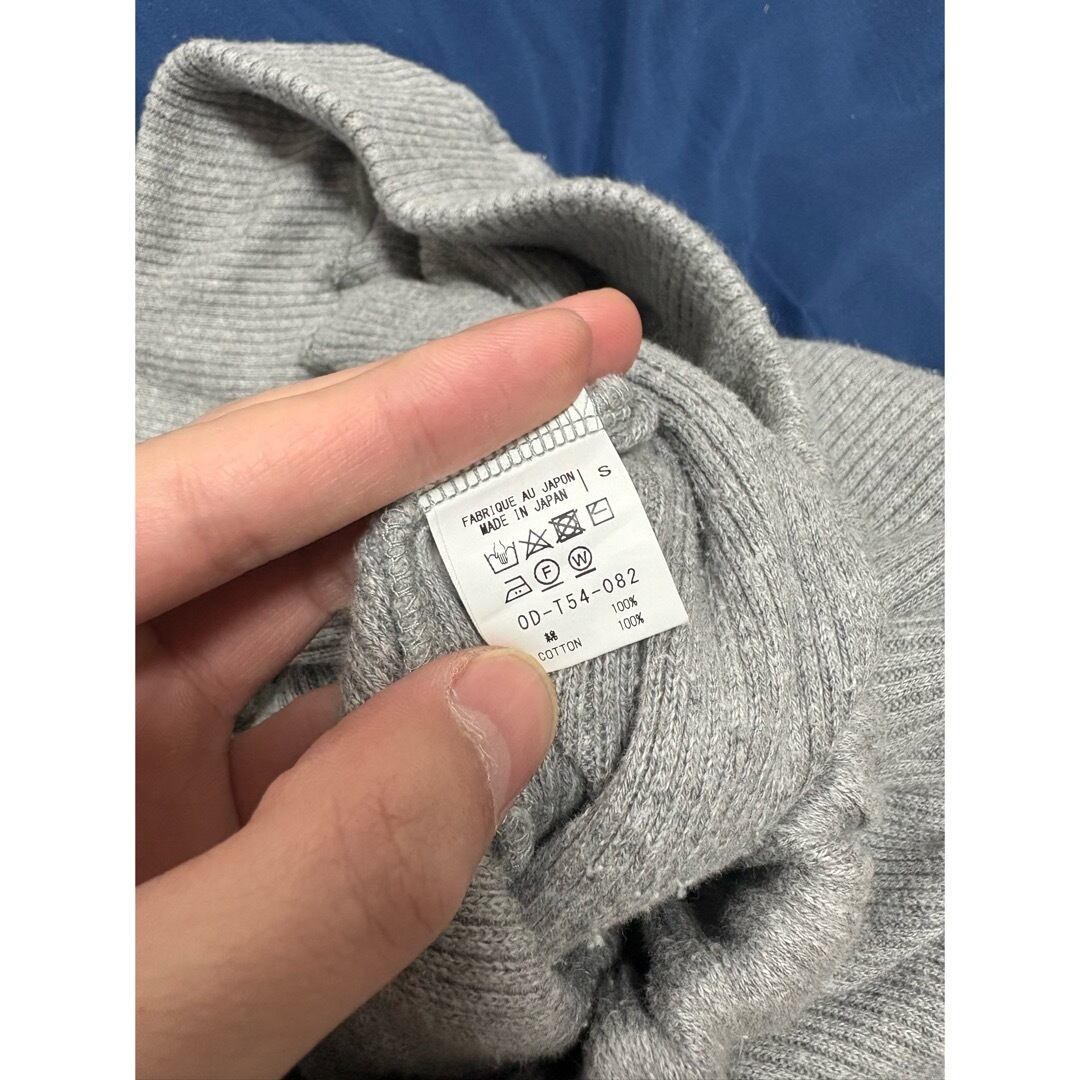 FABRIQUE AU JAPON
MADE IN JAPAN
S
F W
OD-T54-082
綿 100%
COTTON 100%